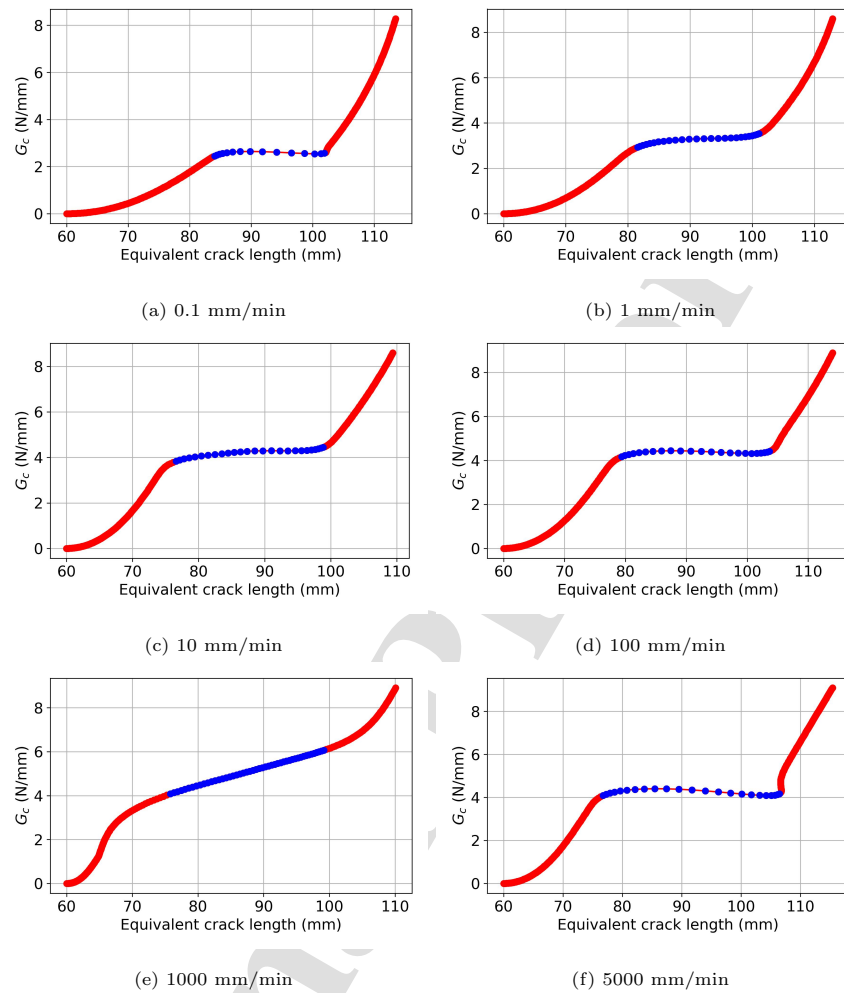 8
6
4
2
0
G_c (N/mm)
60 70 80 90 100 110
Equivalent crack length (mm)
(a) 0.1 mm/min
8
6
4
2
0
G_c (N/mm)
60 70 80 90 100 110
Equivalent crack length (mm)
(b) 1 mm/min
8
6
4
2
0
G_c (N/mm)
60 70 80 90 100 110
Equivalent crack length (mm)
(c) 10 mm/min
8
6
4
2
0
G_c (N/mm)
60 70 80 90 100 110
Equivalent crack length (mm)
(d) 100 mm/min
8
6
4
2
0
G_c (N/mm)
60 70 80 90 100 110
Equivalent crack length (mm)
(e) 1000 mm/min
8
6
4
2
0
G_c (N/mm)
60 70 80 90 100 110
Equivalent crack length (mm)
(f) 5000 mm/min